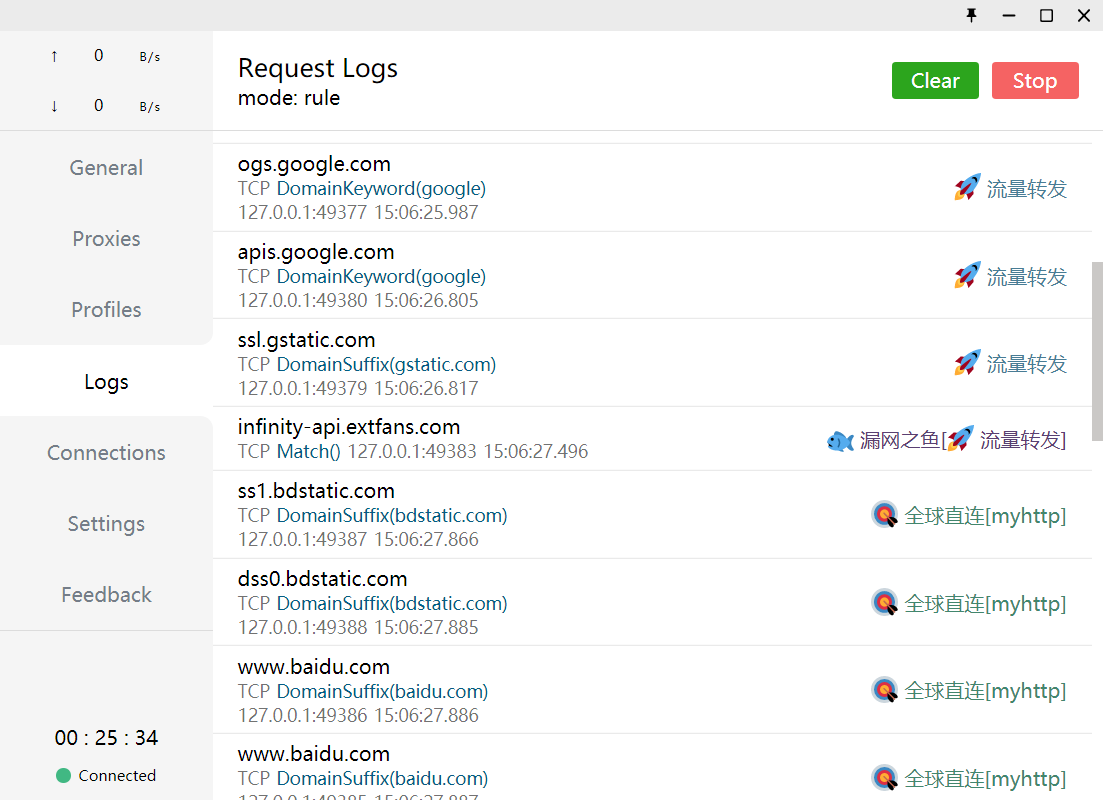 ↑ 0 B/s
↓ 0 B/s
General
Proxies
Profiles
Logs
Connections
Settings
Feedback
00 : 25 : 34
Connected
Request Logs
mode: rule
Clear
Stop
ogs.google.com
TCP DomainKeyword(google)
127.0.0.1:49377 15:06:25.987
🚀 流量转发
apis.google.com
TCP DomainKeyword(google)
127.0.0.1:49380 15:06:26.805
🚀 流量转发
ssl.gstatic.com
TCP DomainSuffix(gstatic.com)
127.0.0.1:49379 15:06:26.817
🚀 流量转发
infinity-api.extfans.com
TCP Match() 127.0.0.1:49383 15:06:27.496
🐟 漏网之鱼[🚀 流量转发]
ss1.bdstatic.com
TCP DomainSuffix(bdstatic.com)
127.0.0.1:49387 15:06:27.866
🎯 全球直连[myhttp]
dss0.bdstatic.com
TCP DomainSuffix(bdstatic.com)
127.0.0.1:49388 15:06:27.885
🎯 全球直连[myhttp]
www.baidu.com
TCP DomainSuffix(baidu.com)
127.0.0.1:49386 15:06:27.886
🎯 全球直连[myhttp]
www.baidu.com
TCP DomainSuffix(baidu.com)
127.0.0.1:49385 15:06:27.887
🎯 全球直连[myhttp]